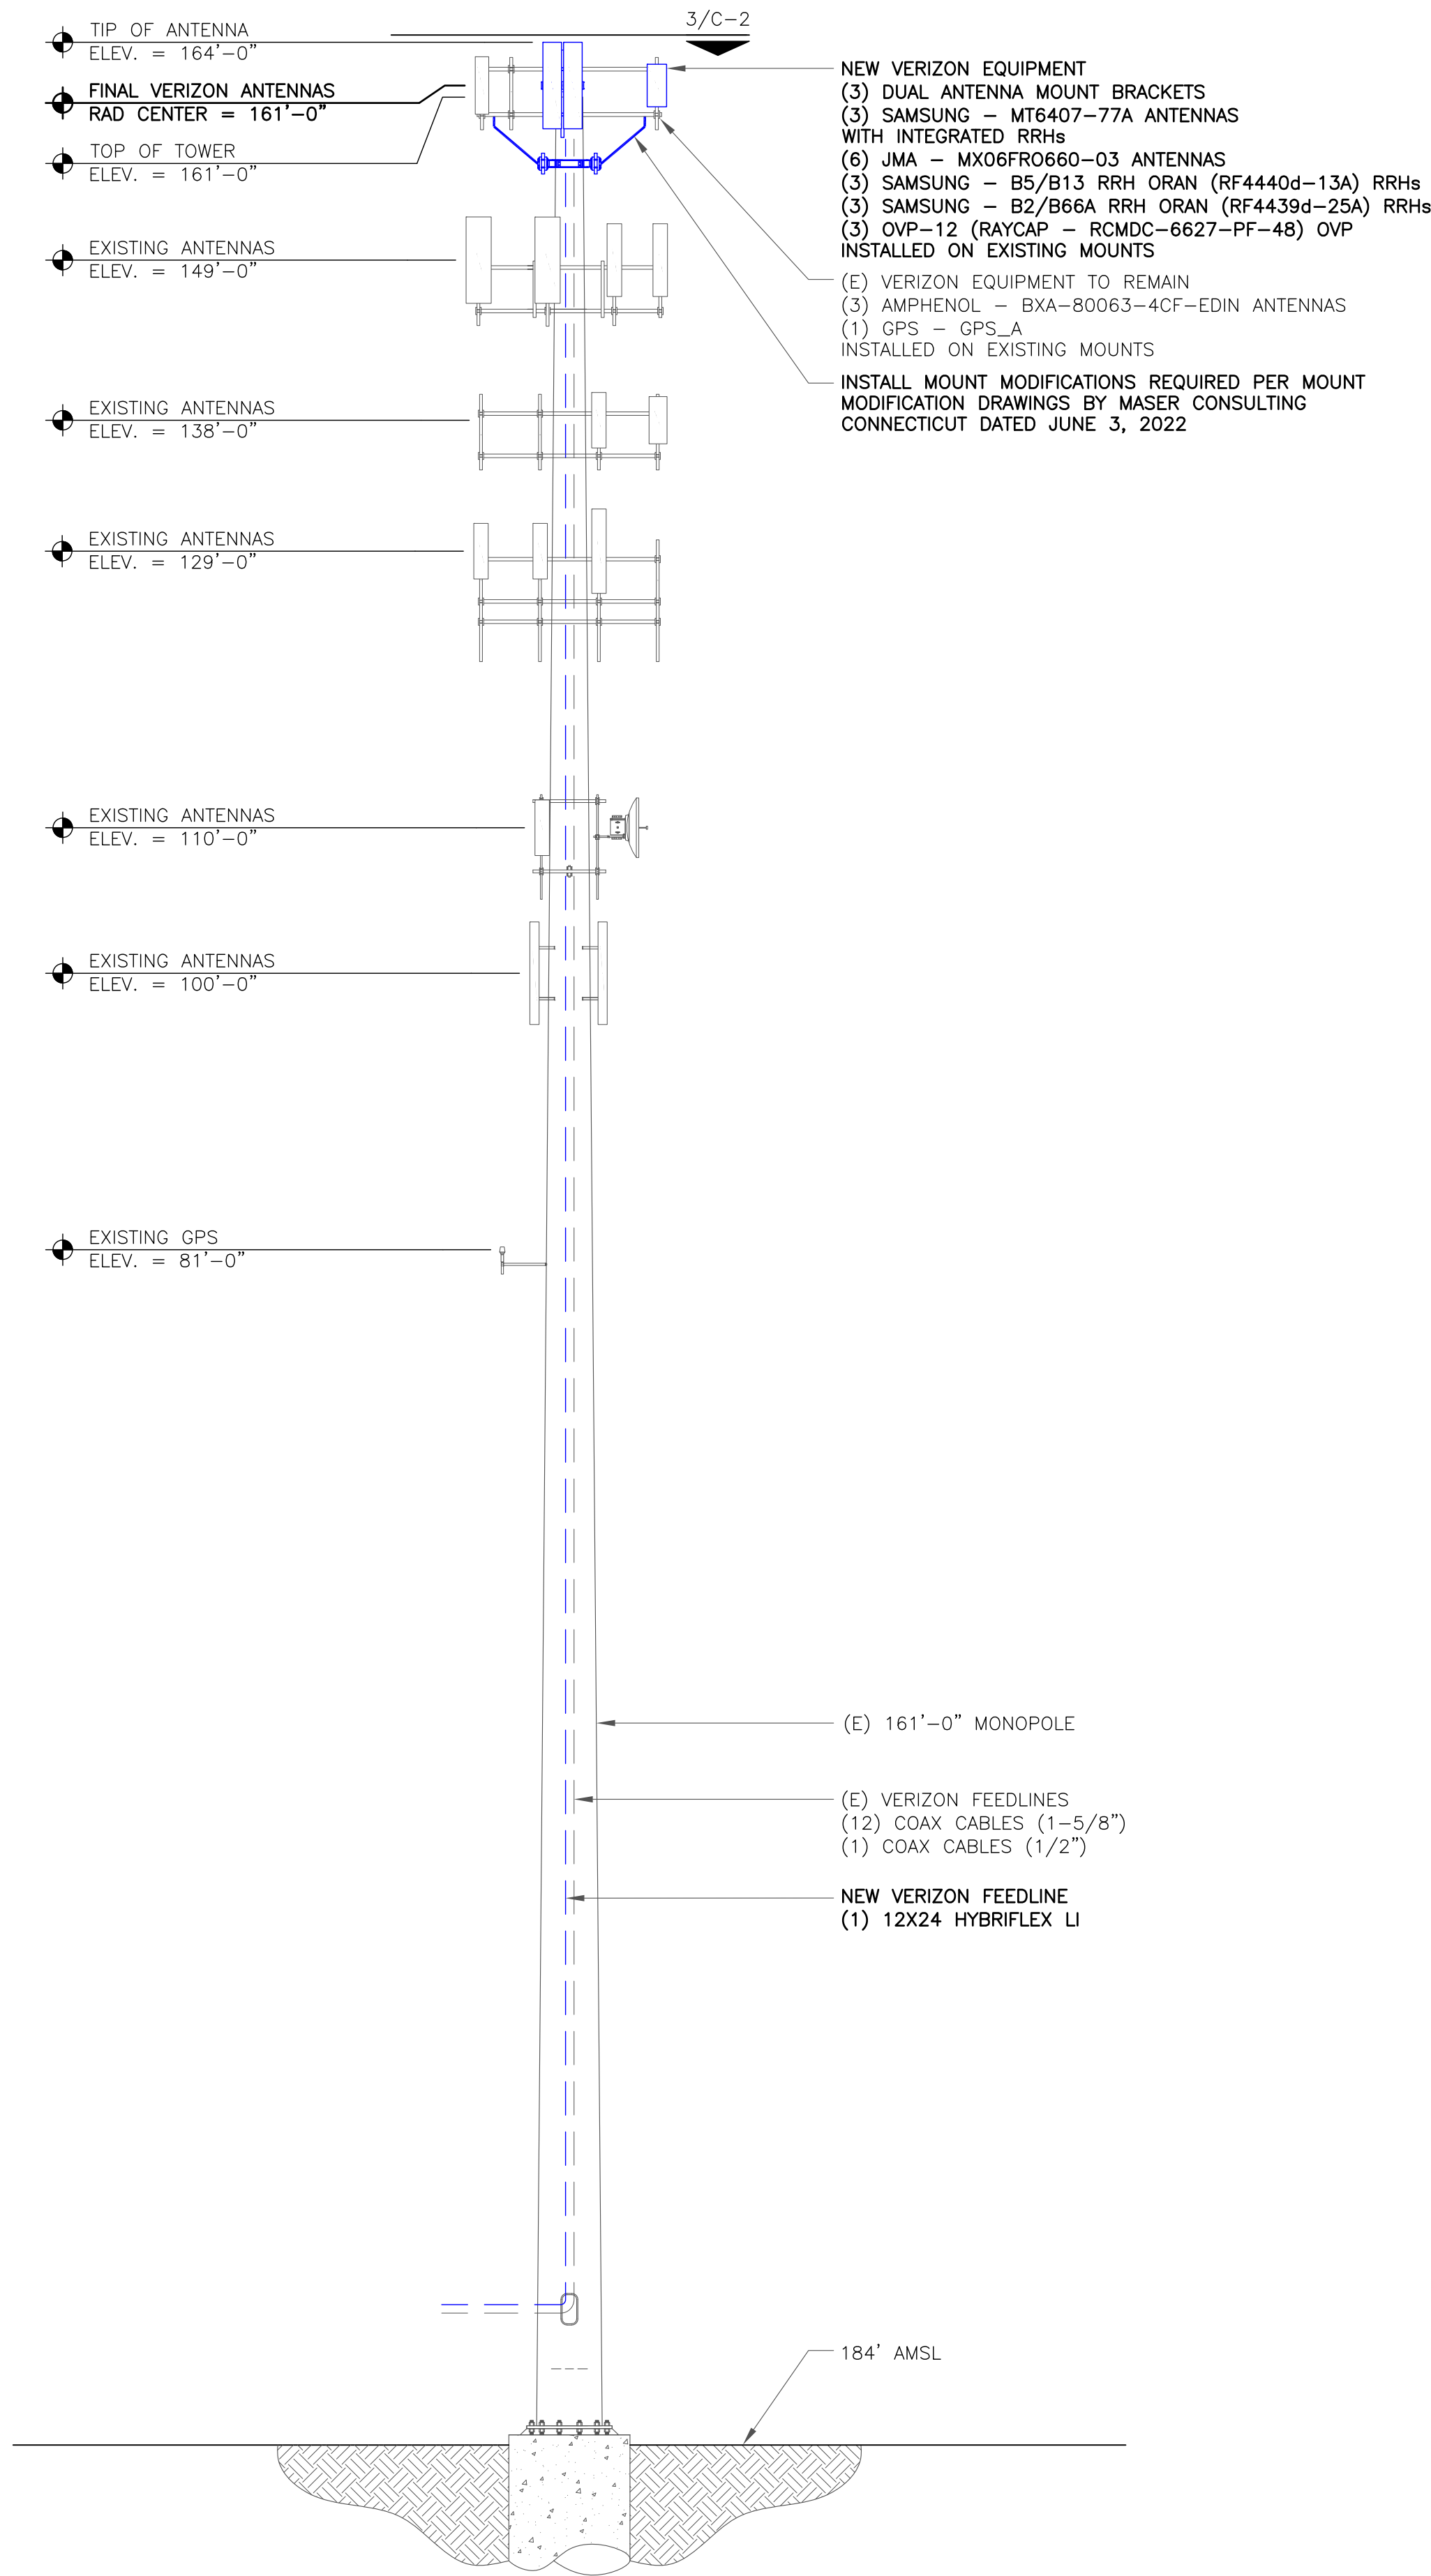 3/C-2
TIP OF ANTENNA
ELEV. = 164'-0"
FINAL VERIZON ANTENNAS
RAD CENTER = 161'-0"
TOP OF TOWER
ELEV. = 161'-0"
NEW VERIZON EQUIPMENT
(3) DUAL ANTENNA MOUNT BRACKETS
(3) SAMSUNG - MT6407-77A ANTENNAS
WITH INTEGRATED RRHs
(6) JMA - MX06FRO660-03 ANTENNAS
(3) SAMSUNG - B5/B13 RRH ORAN (RF4440d-13A) RRHs
(3) SAMSUNG - B2/B66A RRH ORAN (RF4439d-25A) RRHs
(3) OVP-12 (RAYCAP - RCMDC-6627-PF-48) OVP
INSTALLED ON EXISTING MOUNTS
(E) VERIZON EQUIPMENT TO REMAIN
(3) AMPHENOL - BXA-80063-4CF-EDIN ANTENNAS
(1) GPS - GPS_A
INSTALLED ON EXISTING MOUNTS
INSTALL MOUNT MODIFICATIONS REQUIRED PER MOUNT
MODIFICATION DRAWINGS BY MASER CONSULTING
CONNECTICUT DATED JUNE 3, 2022
EXISTING ANTENNAS
ELEV. = 149'-0"
EXISTING ANTENNAS
ELEV. = 138'-0"
EXISTING ANTENNAS
ELEV. = 129'-0"
EXISTING ANTENNAS
ELEV. = 110'-0"
EXISTING ANTENNAS
ELEV. = 100'-0"
EXISTING GPS
ELEV. = 81'-0"
(E) 161'-0" MONOPOLE
(E) VERIZON FEEDLINES
(12) COAX CABLES (1-5/8")
(1) COAX CABLES (1/2")
NEW VERIZON FEEDLINE
(1) 12X24 HYBRIFLEX LI
184' AMSL